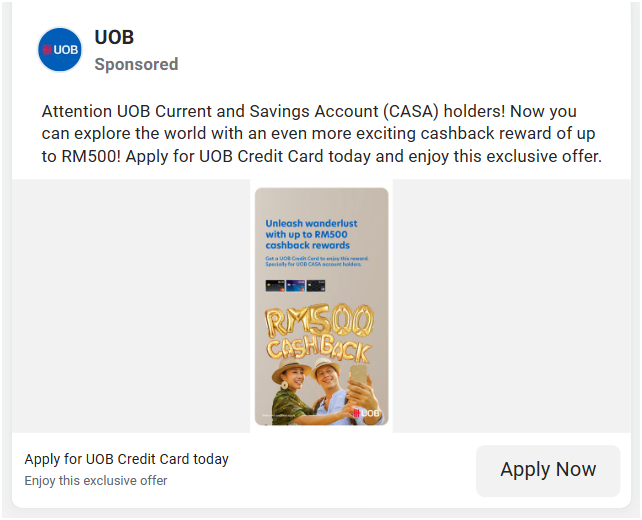 UOB
UOB
Sponsored
Attention UOB Current and Savings Account (CASA) holders! Now you
can explore the world with an even more exciting cashback reward of up
to RM500! Apply for UOB Credit Card today and enjoy this exclusive offer.
Unleash wanderlust
with up to RM500
cashback rewards
Get a UOB Credit Card to enjoy this reward.
Specially for UOB CASA account holders.
RM500
CASHBACK
UOB
Apply for UOB Credit Card today
Enjoy this exclusive offer
Apply Now